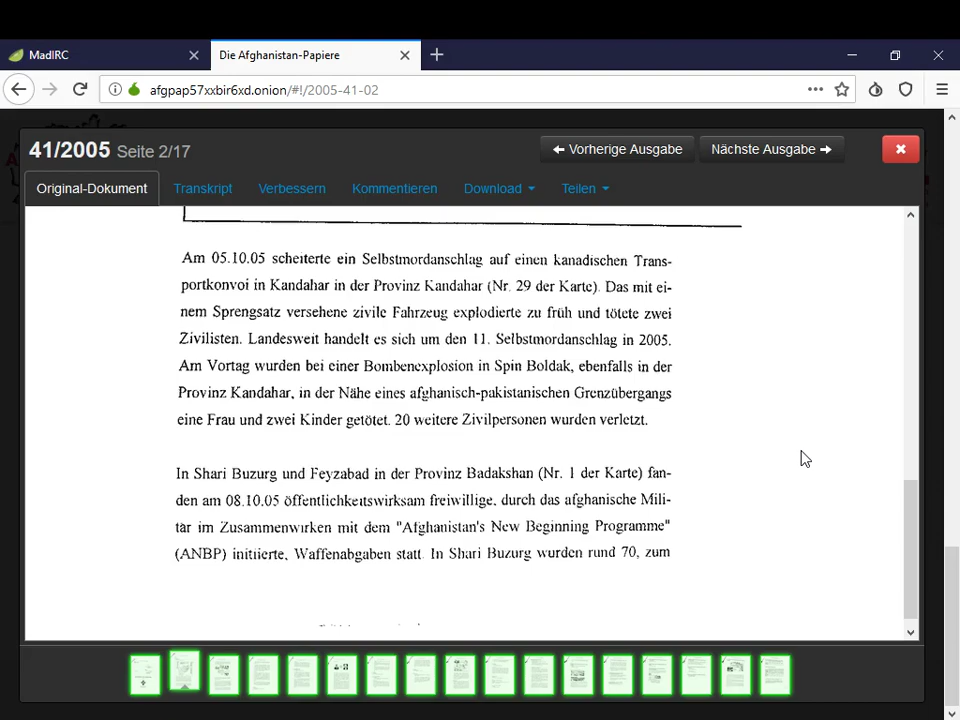 MadIRC
Die Afghanistan-Papiere
afgpap57xxbir6xd.onion/#!/2005-41-02
41/2005 Seite 2/17
Vorherige Ausgabe
Nächste Ausgabe
Original-Dokument
Transkript
Verbessern
Kommentieren
Download
Teilen
Am 05.10.05 scheiterte ein Selbstmordanschlag auf einen kanadischen Trans-
portkonvoi in Kandahar in der Provinz Kandahar (Nr. 29 der Karte). Das mit ei-
nem Sprengsatz versehene zivile Fahrzeug explodierte zu früh und tötete zwei
Zivilisten. Landesweit handelt es sich um den 11. Selbstmordanschlag in 2005.
Am Vortag wurden bei einer Bombenexplosion in Spin Boldak, ebenfalls in der
Provinz Kandahar, in der Nähe eines afghanisch-pakistanischen Grenzübergangs
eine Frau und zwei Kinder getötet. 20 weitere Zivilpersonen wurden verletzt.
In Shari Buzurg und Feyzabad in der Provinz Badakshan (Nr. 1 der Karte) fan-
den am 08.10.05 öffentlichkeitswirksam freiwillige, durch das afghanische Mili-
tär im Zusammenwirken mit dem "Afghanistan's New Beginning Programme"
(ANBP) initiierte, Waffenabgaben statt. In Shari Buzurg wurden rund 70, zum